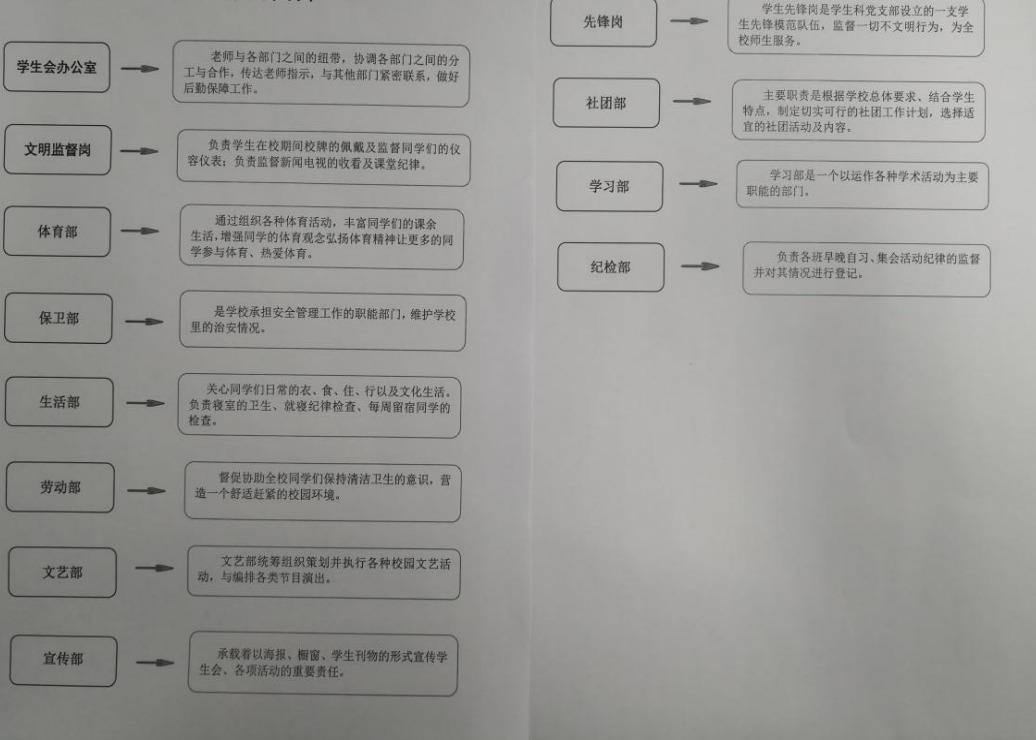 学生会办公室
老师与各部门之间的纽带，协调各部门之间的分
工与合作，传达老师指示，与其他部门紧密联系，做好
后勤保障工作。
文明监督岗
负责学生在校期间校牌的佩戴及监督同学们的仪
容仪表；负责监督新闻电视的收看及课堂纪律。
体育部
通过组织各种体育活动，丰富同学们的课余
生活，增强同学的体育观念弘扬体育精神让更多的同
学参与体育、热爱体育。
保卫部
是学校承担安全管理工作的职能部门，维护学校
里的治安情况。
生活部
关心同学们日常的衣、食、住、行以及文化生活。
负责寝室的卫生、就寝纪律检查、每周留宿同学的
检查。
劳动部
督促协助全校同学们保持清洁卫生的意识，营
造一个舒适赶紧的校园环境。
文艺部
文艺部统筹组织策划并执行各种校园文艺活
动，与编排各类节目演出。
宣传部
承载着以海报、橱窗、学生刊物的形式宣传学
生会、各项活动的重要责任。
先锋岗
学生先锋岗是学生科党支部设立的一支学
生先锋模范队伍，监督一切不文明行为，为全
校师生服务。
社团部
主要职责是根据学校总体要求、结合学生
特点，制定切实可行的社团工作计划，选择适
宜的社团活动及内容。
学习部
学习部是一个以运作各种学术活动为主要
职能的部门。
纪检部
负责各班早晚自习、集会活动纪律的监督
并对其情况进行登记。